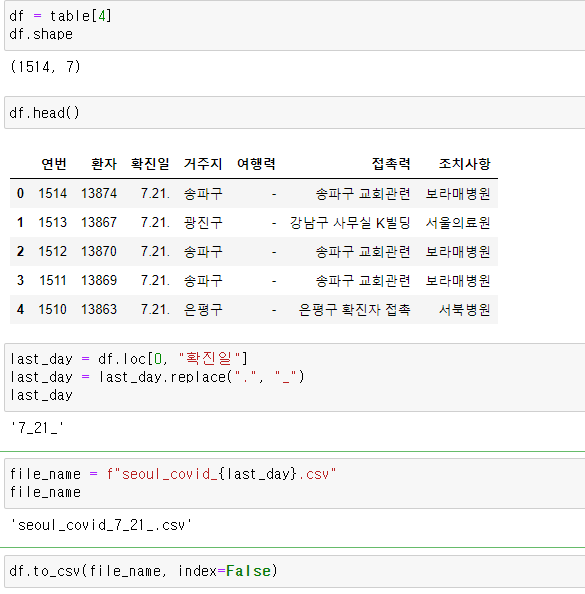 df = table[4]
df.shape
(1514, 7)
df.head()
연번 환자 확진일 거주지 여행력 접촉력 조치사항
0 1514 13874 7.21. 송파구 - 송파구 교회관련 보라매병원
1 1513 13867 7.21. 광진구 - 강남구 사무실 K빌딩 서울의료원
2 1512 13870 7.21. 송파구 - 송파구 교회관련 보라매병원
3 1511 13869 7.21. 송파구 - 송파구 교회관련 보라매병원
4 1510 13863 7.21. 은평구 - 은평구 확진자 접촉 서북병원
last_day = df.loc[0, "확진일"]
last_day = last_day.replace(".", "_")
last_day
'7_21_'
file_name = f"seoul_covid_{last_day}.csv"
file_name
'seoul_covid_7_21_.csv'
df.to_csv(file_name, index=False)